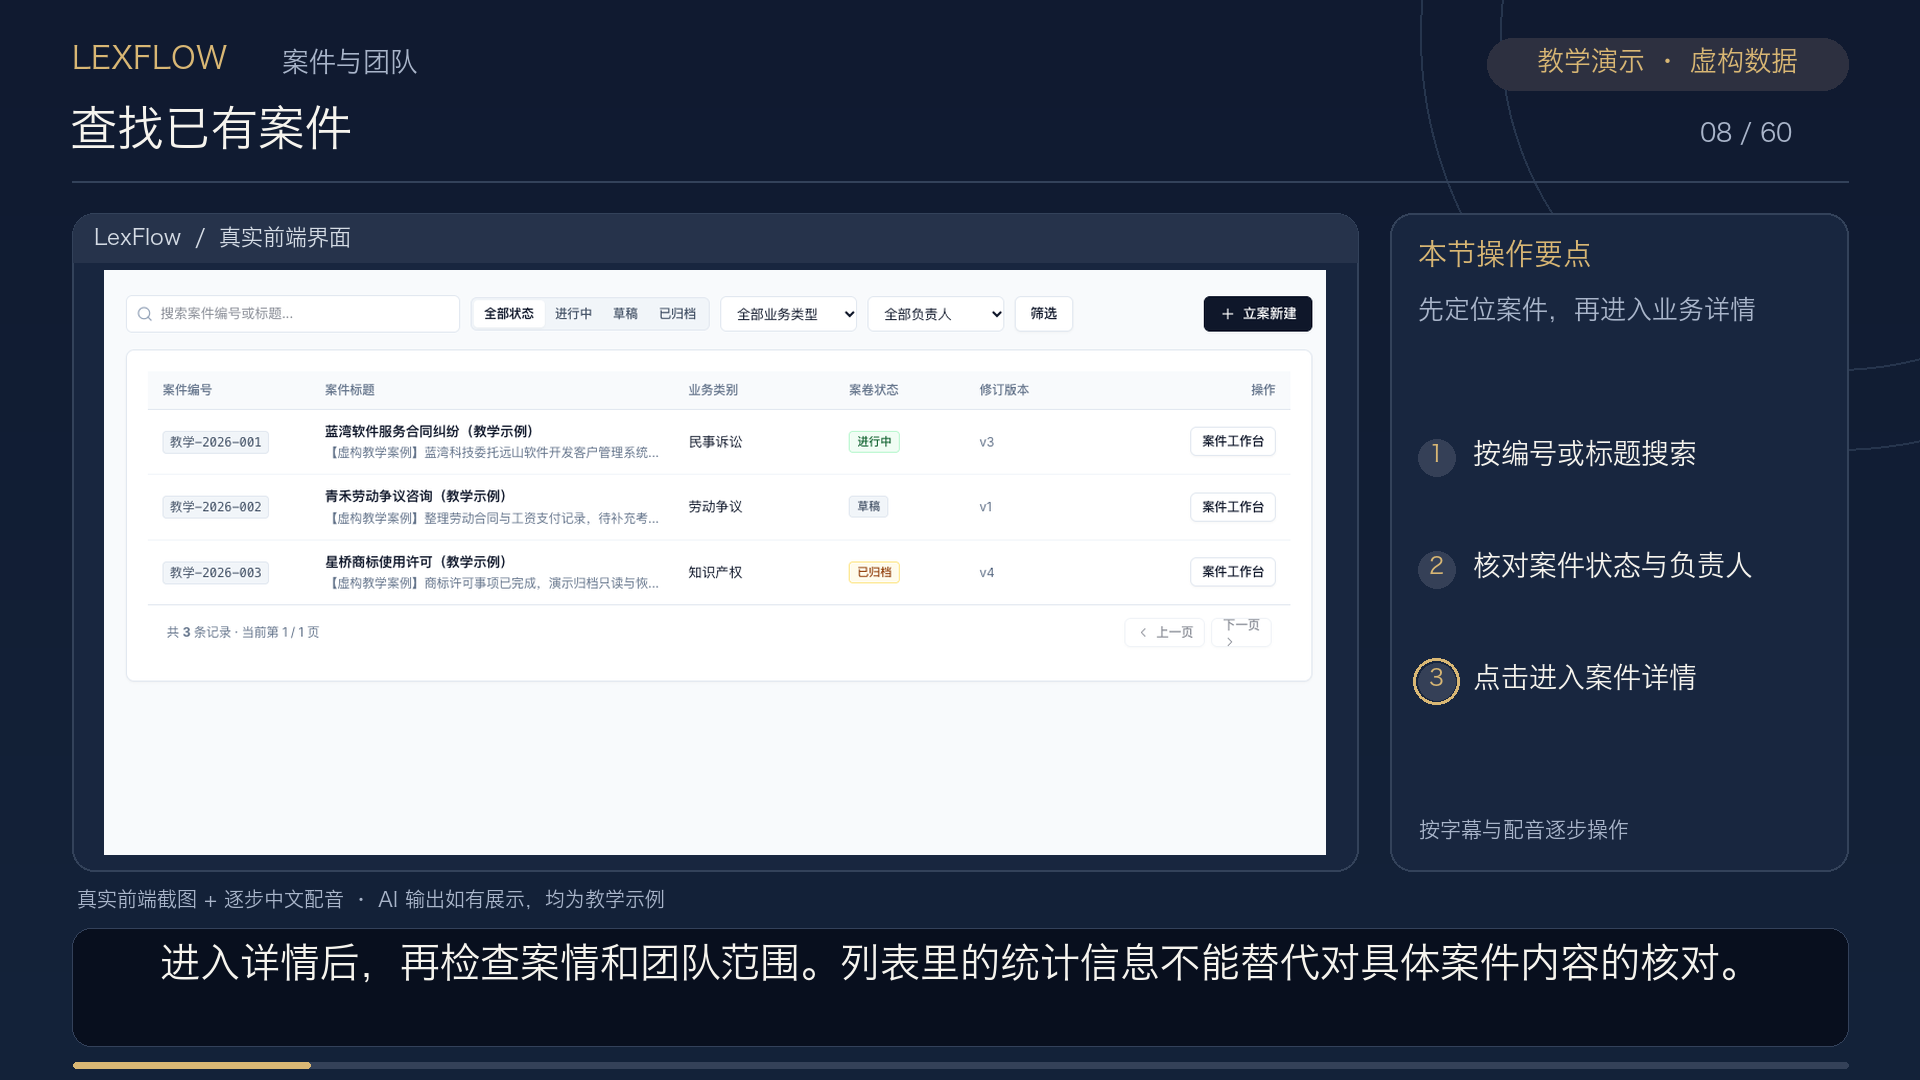 LEXFLOW 案件与团队
教学演示 · 虚构数据
查找已有案件
08 / 60
LexFlow / 真实前端界面
搜索案件编号或标题...
全部状态 进行中 草稿 已归档
全部业务类型
全部负责人
筛选
+ 立案新建
案件编号 案件标题 业务类别 案卷状态 修订版本 操作
教学-2026-001
蓝湾软件服务合同纠纷（教学示例）
【虚构教学案例】蓝湾科技委托远山软件开发客户管理系统...
民事诉讼 进行中 v3 案件工作台
教学-2026-002
青禾劳动争议咨询（教学示例）
【虚构教学案例】整理劳动合同与工资支付记录，待补充考...
劳动争议 草稿 v1 案件工作台
教学-2026-003
星桥商标使用许可（教学示例）
【虚构教学案例】商标许可事项已完成，演示归档只读与恢...
知识产权 已归档 v4 案件工作台
共 3 条记录 · 当前第 1 / 1 页
上一页
下一页
本节操作要点
先定位案件，再进入业务详情
1 按编号或标题搜索
2 核对案件状态与负责人
3 点击进入案件详情
按字幕与配音逐步操作
真实前端截图 + 逐步中文配音 · AI 输出如有展示，均为教学示例
进入详情后，再检查案情和团队范围。列表里的统计信息不能替代对具体案件内容的核对。